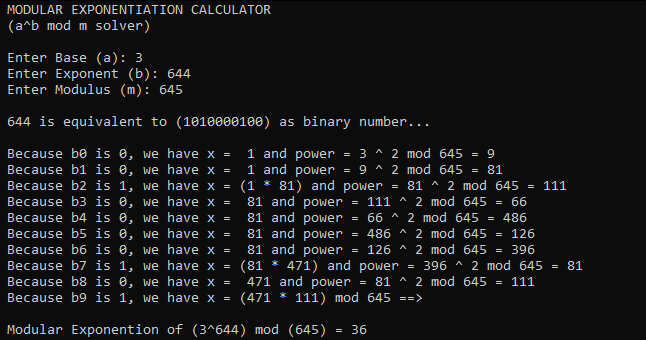 MODULAR EXPONENTIATION CALCULATOR
(a^b mod m solver)
Enter Base (a): 3
Enter Exponent (b): 644
Enter Modulus (m): 645
644 is equivalent to (1010000100) as binary number...
Because b0 is 0, we have x =  1 and power = 3 ^ 2 mod 645 = 9
Because b1 is 0, we have x =  1 and power = 9 ^ 2 mod 645 = 81
Because b2 is 1, we have x = (1 * 81) and power = 81 ^ 2 mod 645 = 111
Because b3 is 0, we have x =  81 and power = 111 ^ 2 mod 645 = 66
Because b4 is 0, we have x =  81 and power = 66 ^ 2 mod 645 = 486
Because b5 is 0, we have x =  81 and power = 486 ^ 2 mod 645 = 126
Because b6 is 0, we have x =  81 and power = 126 ^ 2 mod 645 = 396
Because b7 is 1, we have x = (81 * 471) and power = 396 ^ 2 mod 645 = 81
Because b8 is 0, we have x =  471 and power = 81 ^ 2 mod 645 = 111
Because b9 is 1, we have x = (471 * 111) mod 645 ==>
Modular Exponention of (3^644) mod (645) = 36